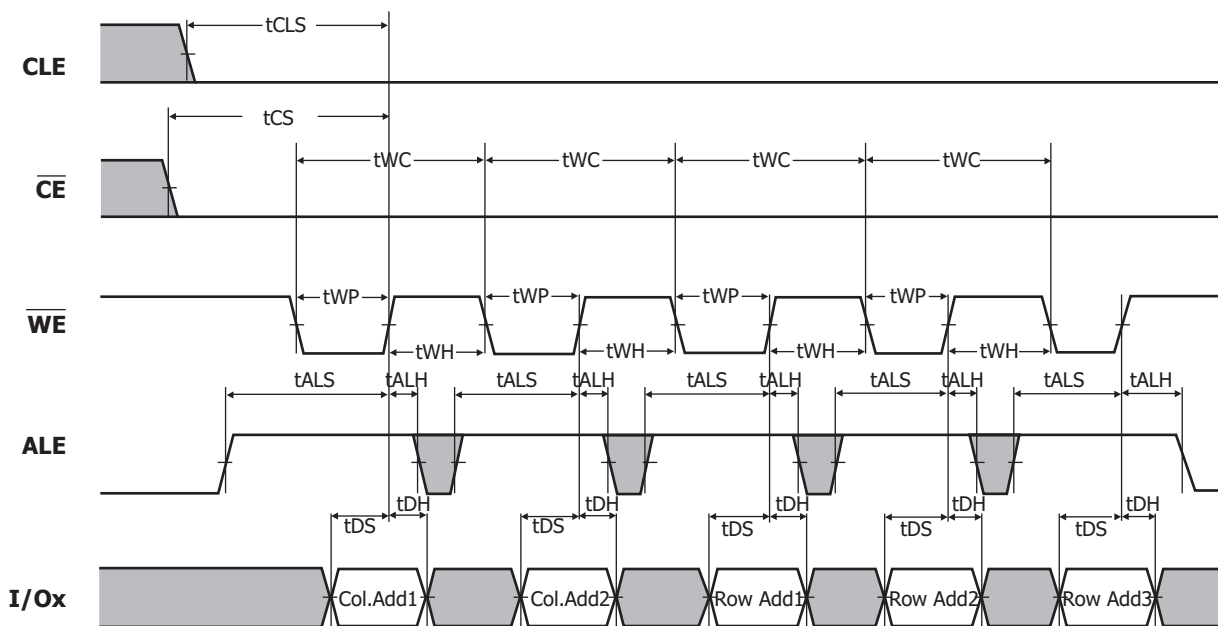 tCLS
CLE
tCS
tWC tWC tWC tWC
CE
tWP tWP tWP tWP
WE
tWH tWH tWH tWH
tALS tALH tALS tALH tALS tALH tALS tALH tALS tALH
ALE
tDH tDH tDH tDH tDH
tDS tDS tDS tDS tDS
I/Ox Col.Add1 Col.Add2 Row Add1 Row Add2 Row Add3